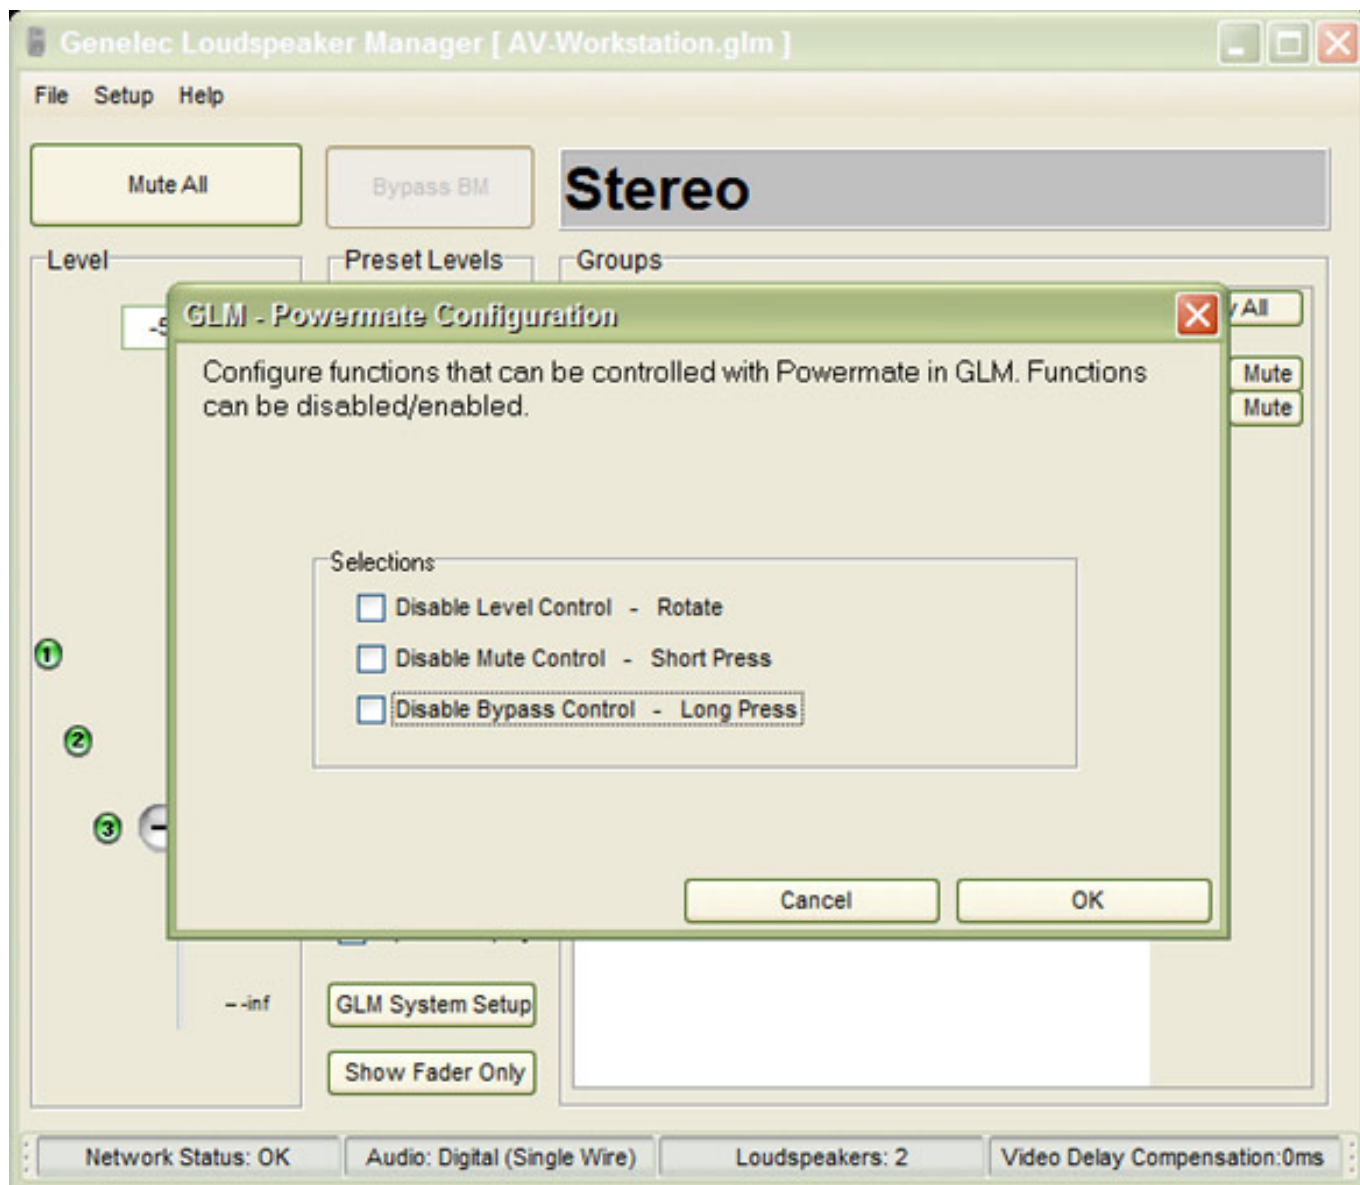 Genelec Loudspeaker Manager [ AV-Workstation.glm ]
File Setup Help
Mute All
Bypass BM
Stereo
Level
Preset Levels
Groups
-5
GLM - Powermate Configuration
All
Configure functions that can be controlled with Powermate in GLM. Functions
can be disabled/enabled.
Mute
Mute
Selections
Disable Level Control - Rotate
Disable Mute Control - Short Press
Disable Bypass Control - Long Press
1
2
3
Cancel
OK
--inf
GLM System Setup
Show Fader Only
Network Status: OK
Audio: Digital (Single Wire)
Loudspeakers: 2
Video Delay Compensation:0ms